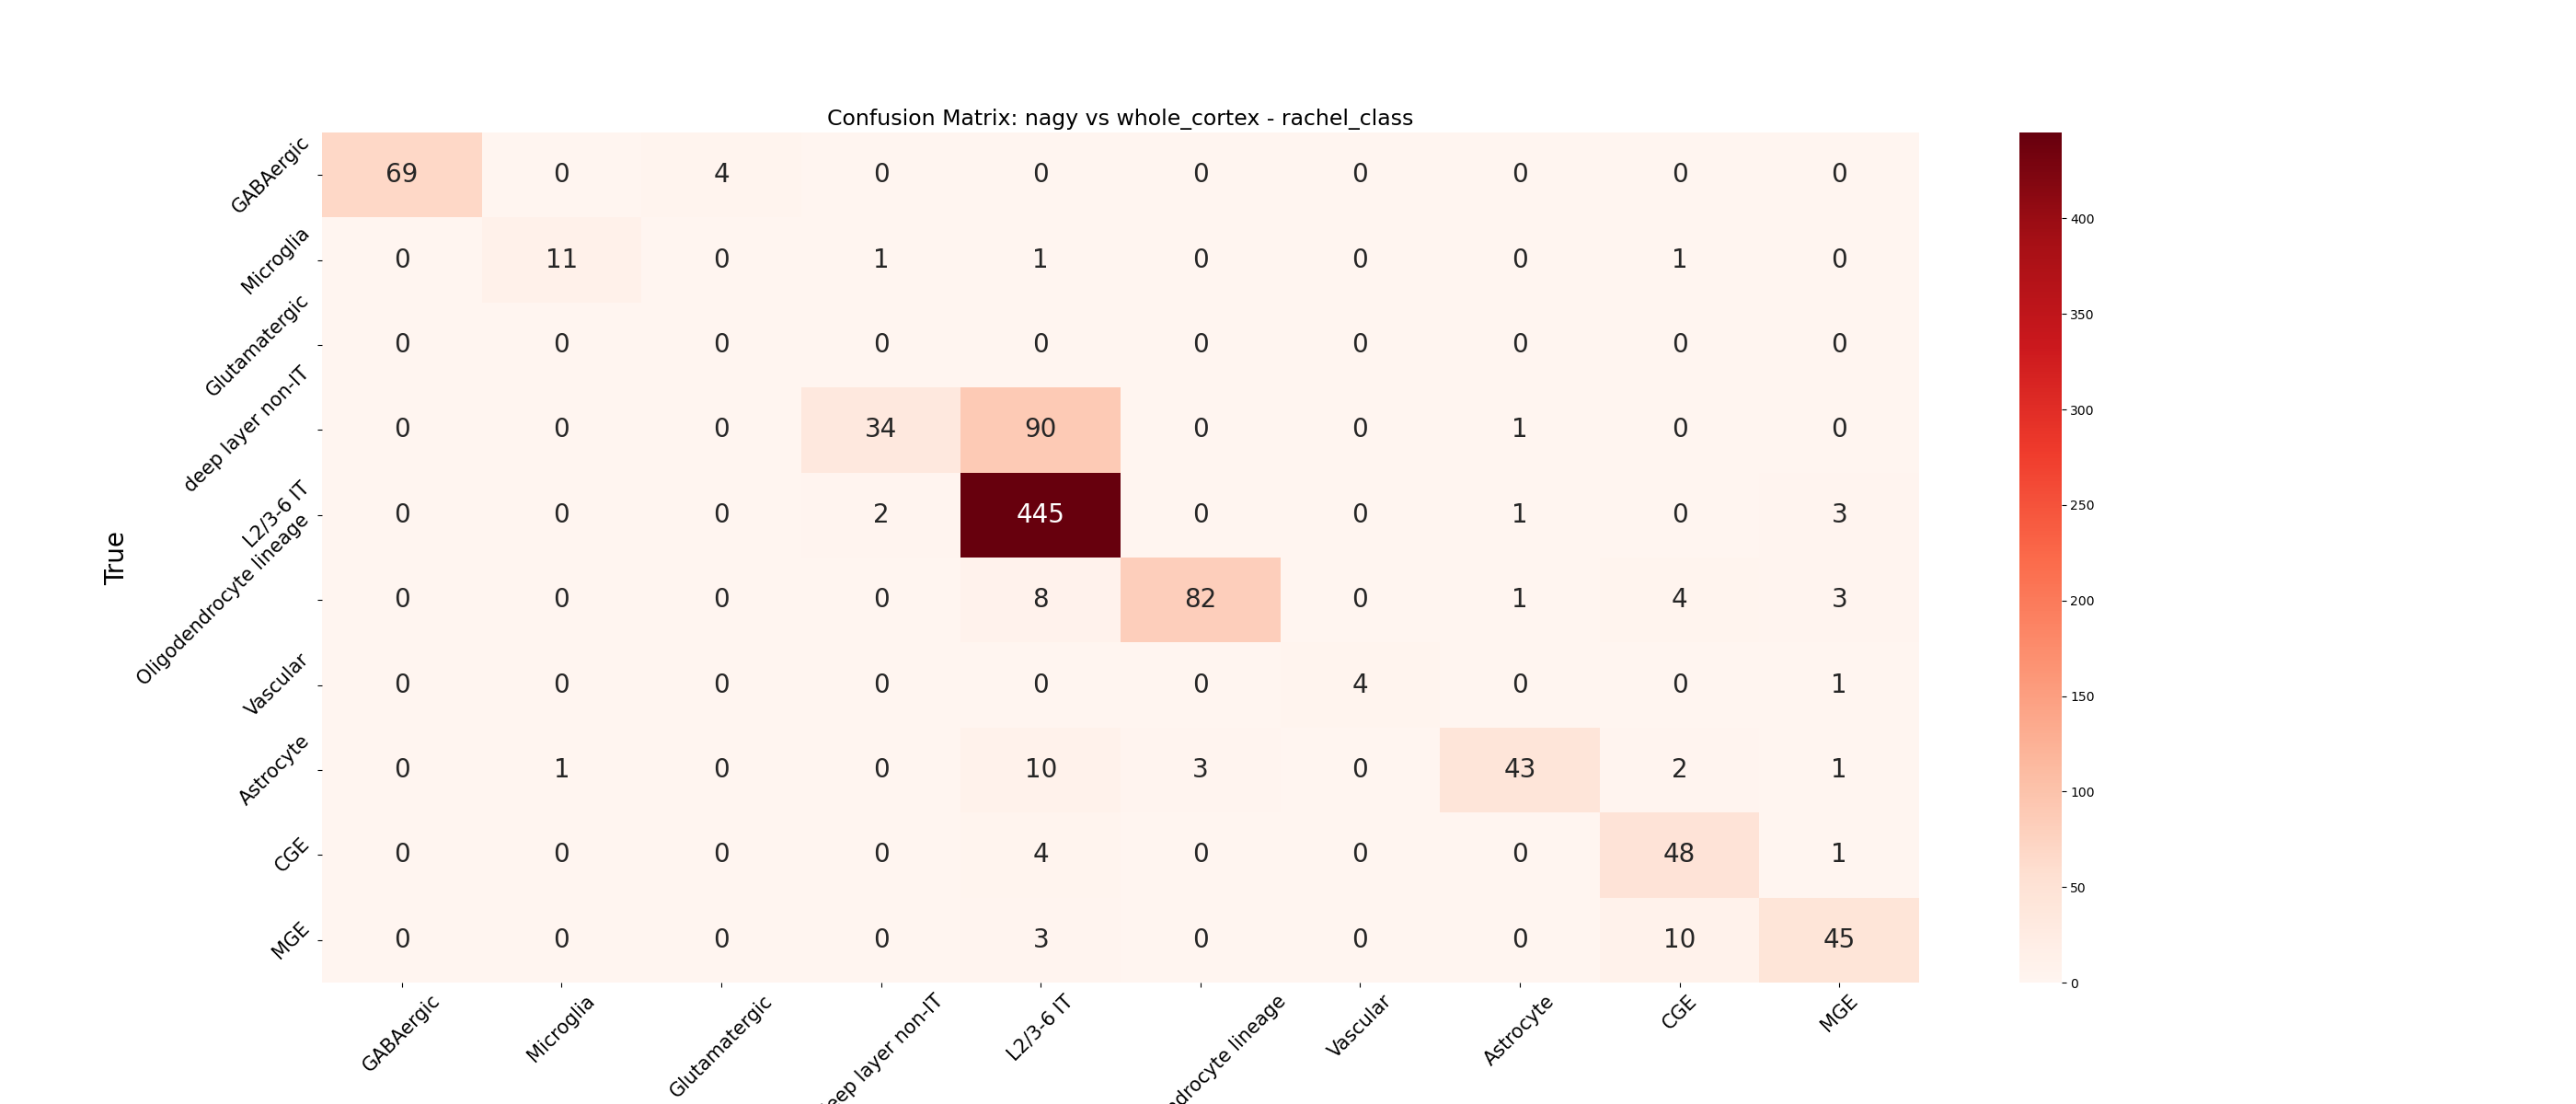 Confusion Matrix: nagy vs whole_cortex - rachel_class
True
GABAergic 69 0 4 0 0 0 0 0 0 0
Microglia 0 11 0 1 1 0 0 0 1 0
Glutamatergic 0 0 0 0 0 0 0 0 0 0
deep layer non-IT 0 0 0 34 90 0 0 1 0 0
L2/3-6 IT 0 0 0 2 445 0 0 1 0 3
Oligodendrocyte lineage 0 0 0 0 8 82 0 1 4 3
Vascular 0 0 0 0 0 0 4 0 0 1
Astrocyte 0 1 0 0 10 3 0 43 2 1
CGE 0 0 0 0 4 0 0 0 48 1
MGE 0 0 0 0 3 0 0 0 10 45
GABAergic Microglia Glutamatergic eep layer non-IT L2/3-6 IT drocyte lineage Vascular Astrocyte CGE MGE
400
350
300
250
200
150
100
50
0